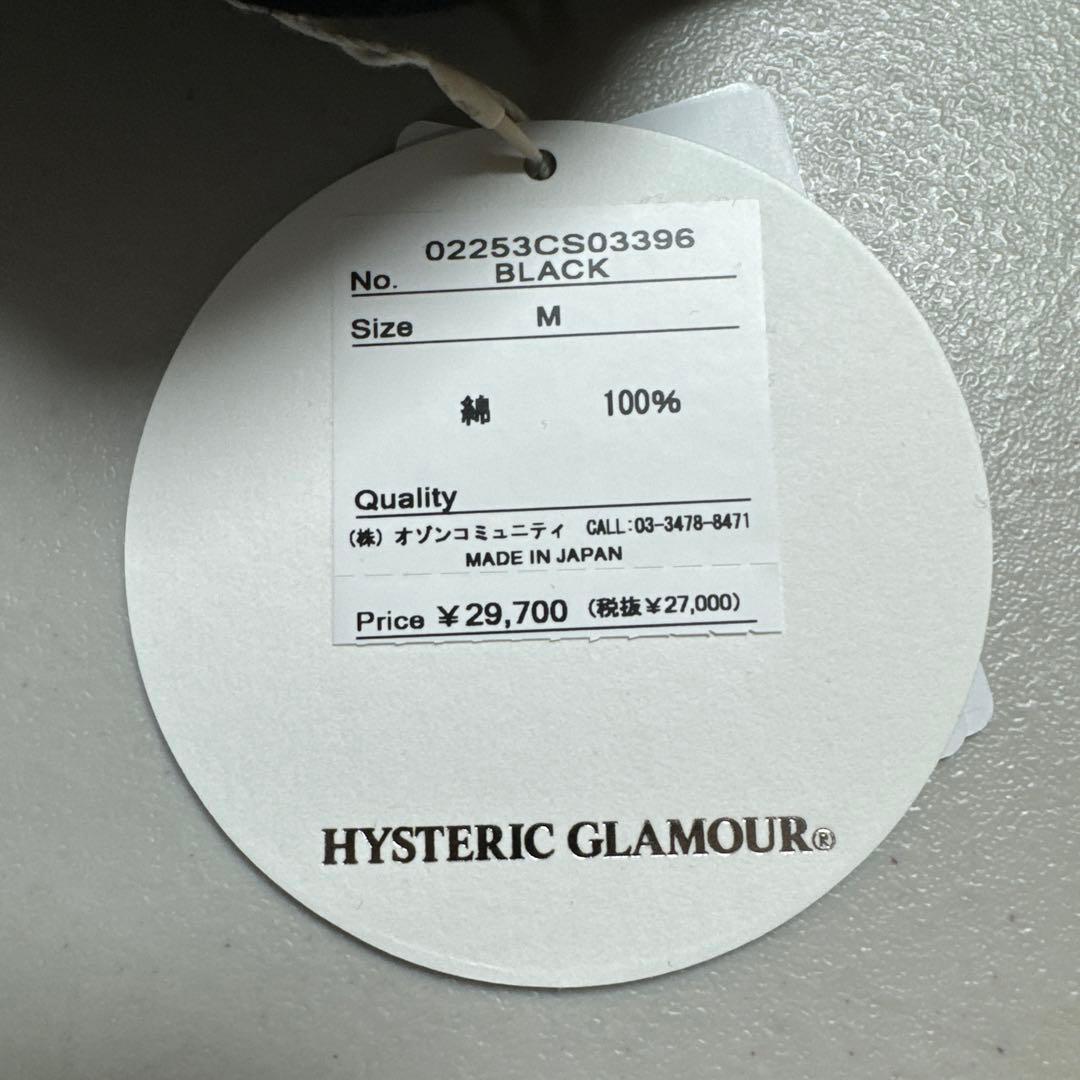 02253CS03396
No. BLACK
Size M
綿 100%
Quality
(株) オゾンコミュニティ CALL:03-3478-8471
MADE IN JAPAN
Price ¥29,700 (税抜¥27,000)
HYSTERIC GLAMOUR®